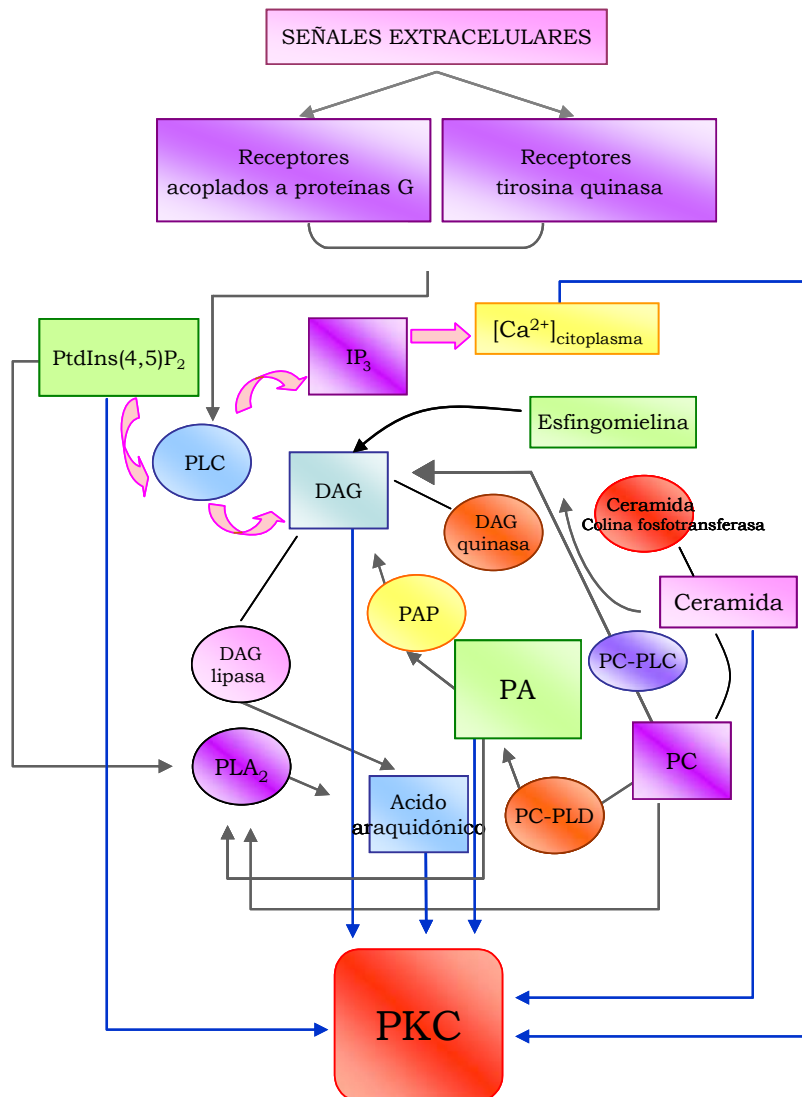 SEÑALES EXTRACELULARES
Receptores
acoplados a proteínas G
Receptores
tirosina quinasa
[Ca²⁺]citoplasma
PtdIns(4,5)P₂
IP₃
Esfingomielina
PLC
DAG
Ceramida
Colina fosfotransferasa
DAG
quinasa
Ceramida
PAP
DAG
lipasa
PC-PLC
PA
PC
PLA₂
Acido
araquidónico
PC-PLD
PKC